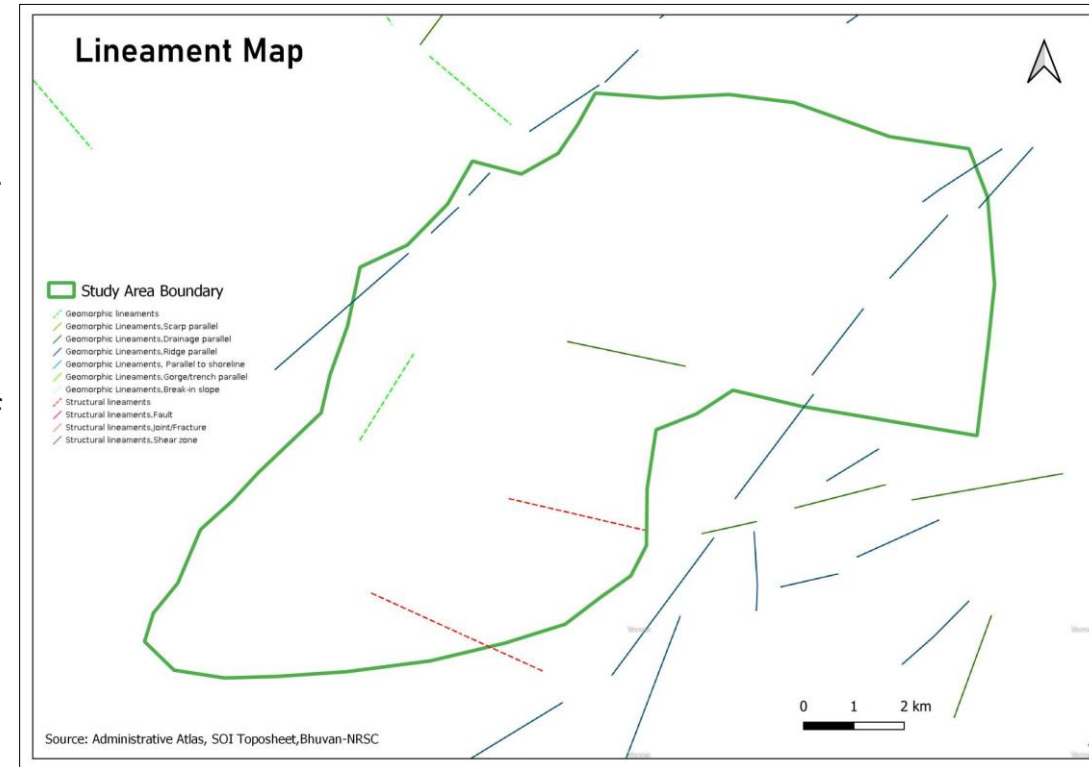 Lineament Map
Study Area Boundary
Geomorphic lineaments
Geomorphic Lineaments,Scarp parallel
Geomorphic Lineaments,Drainage parallel
Geomorphic Lineaments,Ridge parallel
Geomorphic Lineaments, Parallel to shoreline
Geomorphic Lineaments,Gorge/trench parallel
Geomorphic Lineaments,Break-in slope
Structural lineaments
Structural lineaments,Fault
Structural lineaments,Joint/Fracture
Structural lineaments,Shear zone
0 1 2 km
Source: Administrative Atlas, SOI Toposheet,Bhuvan-NRSC